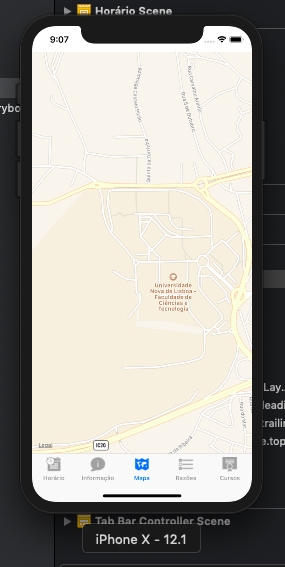 Horário Scene
9:07
rybo
Universidade
Nova de Lisboa -
Faculdade de
Ciências e
Tecnologia
Lay...
leadi
trailin
e.top
Legal
IC20
Horário
Informação
Mapa
Razões
Cursos
Tab Bar Controller Scene
iPhone X - 12.1